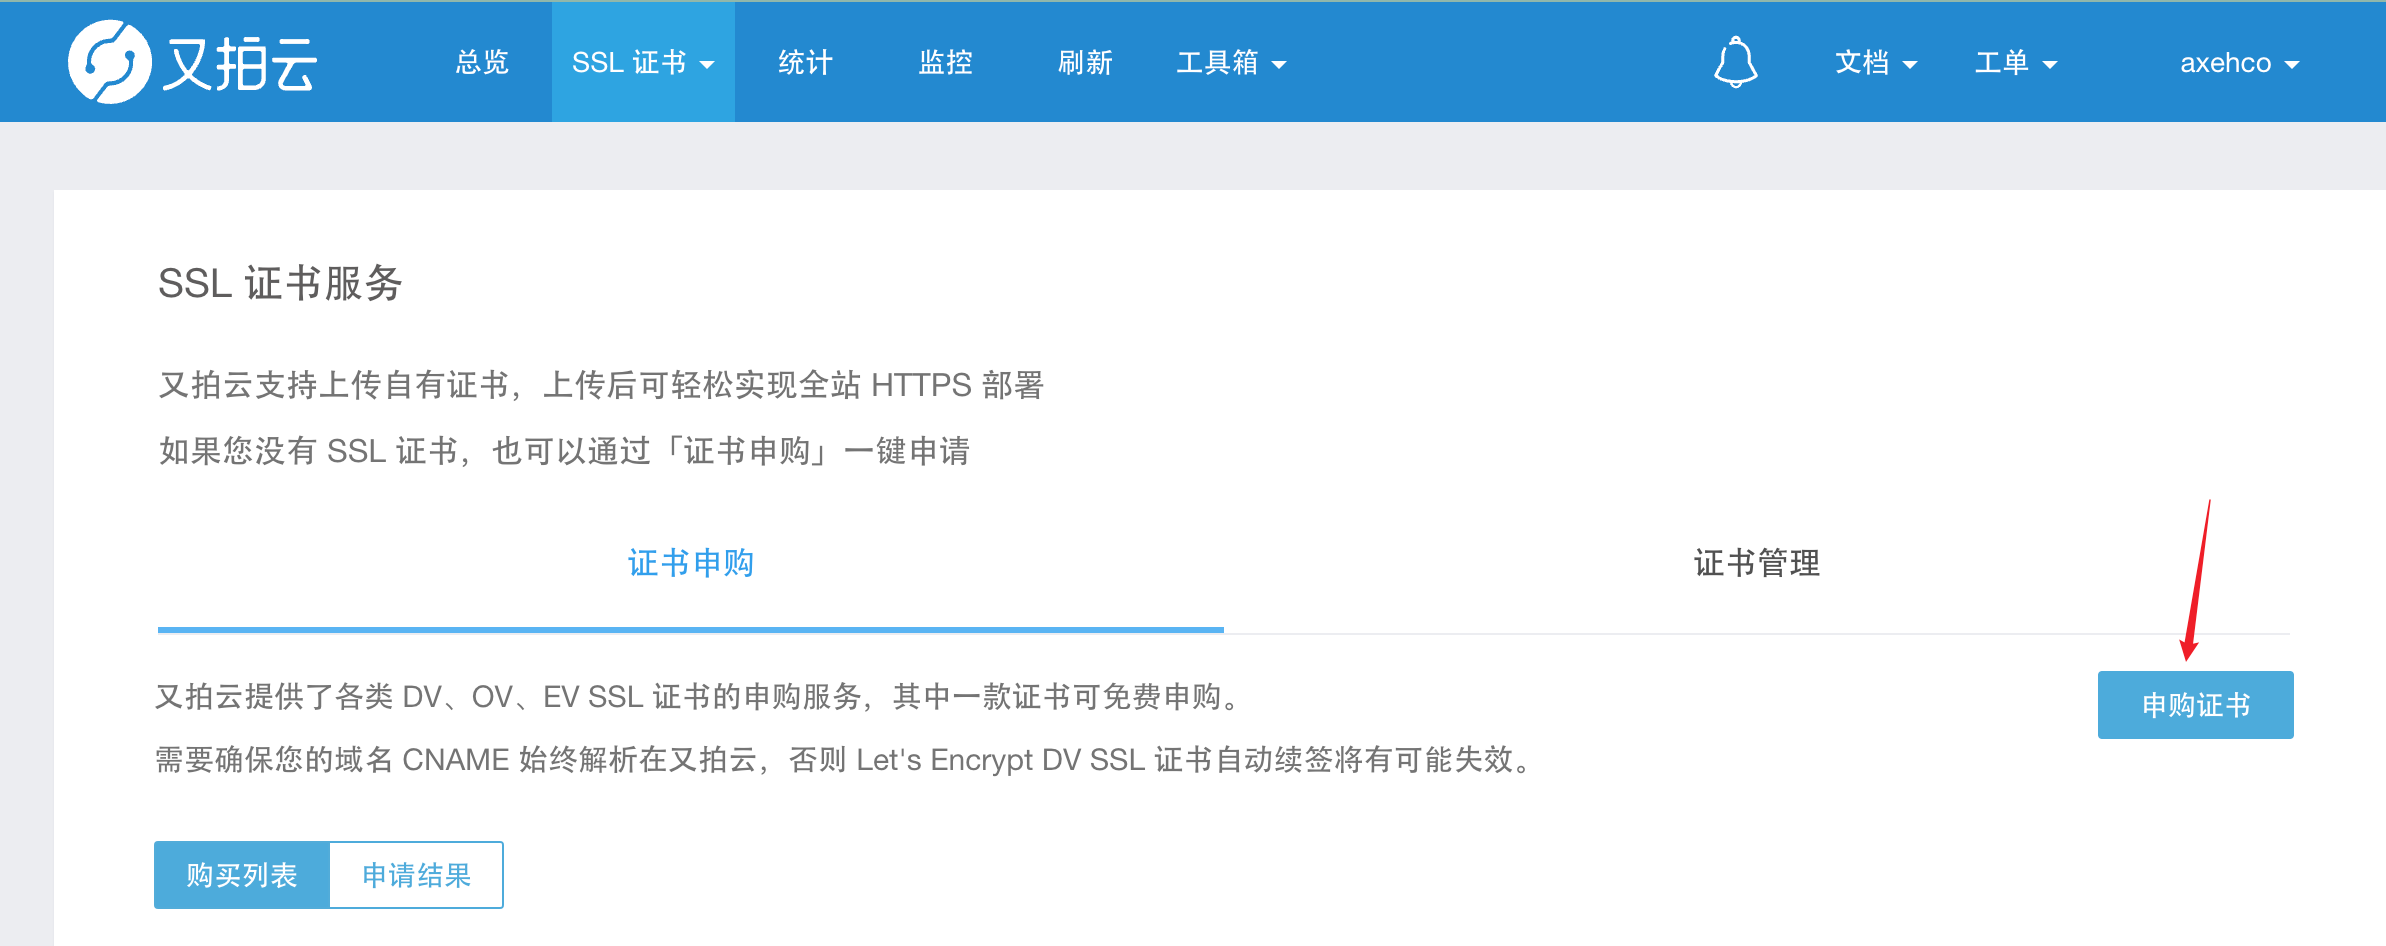 又拍云 总览 SSL 证书 统计 监控 刷新 工具箱 文档 工单 axehco
SSL 证书服务
又拍云支持上传自有证书，上传后可轻松实现全站 HTTPS 部署
如果您没有 SSL 证书，也可以通过「证书申购」一键申请
证书申购 证书管理
又拍云提供了各类 DV、OV、EV SSL 证书的申购服务，其中一款证书可免费申购。
申购证书
需要确保您的域名 CNAME 始终解析在又拍云，否则 Let's Encrypt DV SSL 证书自动续签将有可能失效。
购买列表 申请结果